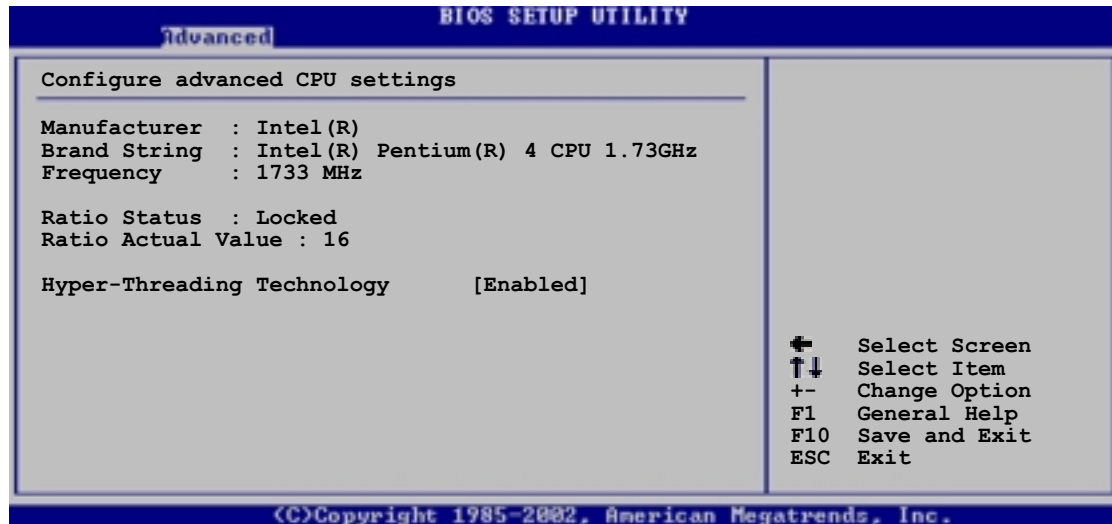 BIOS SETUP UTILITY
Advanced
Configure advanced CPU settings
Manufacturer : Intel(R)
Brand String : Intel(R) Pentium(R) 4 CPU 1.73GHz
Frequency : 1733 MHz
Ratio Status : Locked
Ratio Actual Value : 16
Hyper-Threading Technology [Enabled]
← Select Screen
↑↓ Select Item
+- Change Option
F1 General Help
F10 Save and Exit
ESC Exit
(C)Copyright 1985-2002, American Megatrends, Inc.